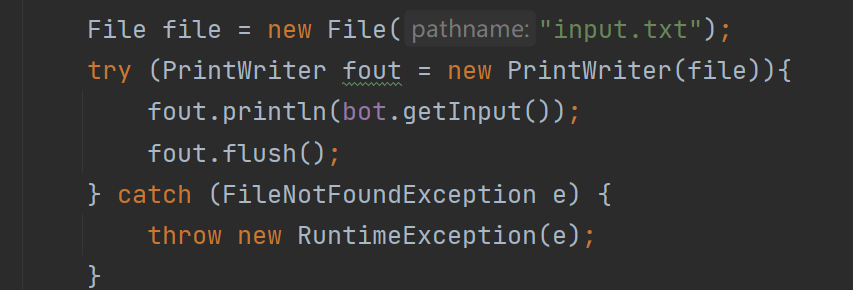 File file = new File( pathname: "input.txt");
try (PrintWriter fout = new PrintWriter(file)){
fout.println(bot.getInput());
fout.flush();
} catch (FileNotFoundException e) {
throw new RuntimeException(e);
}